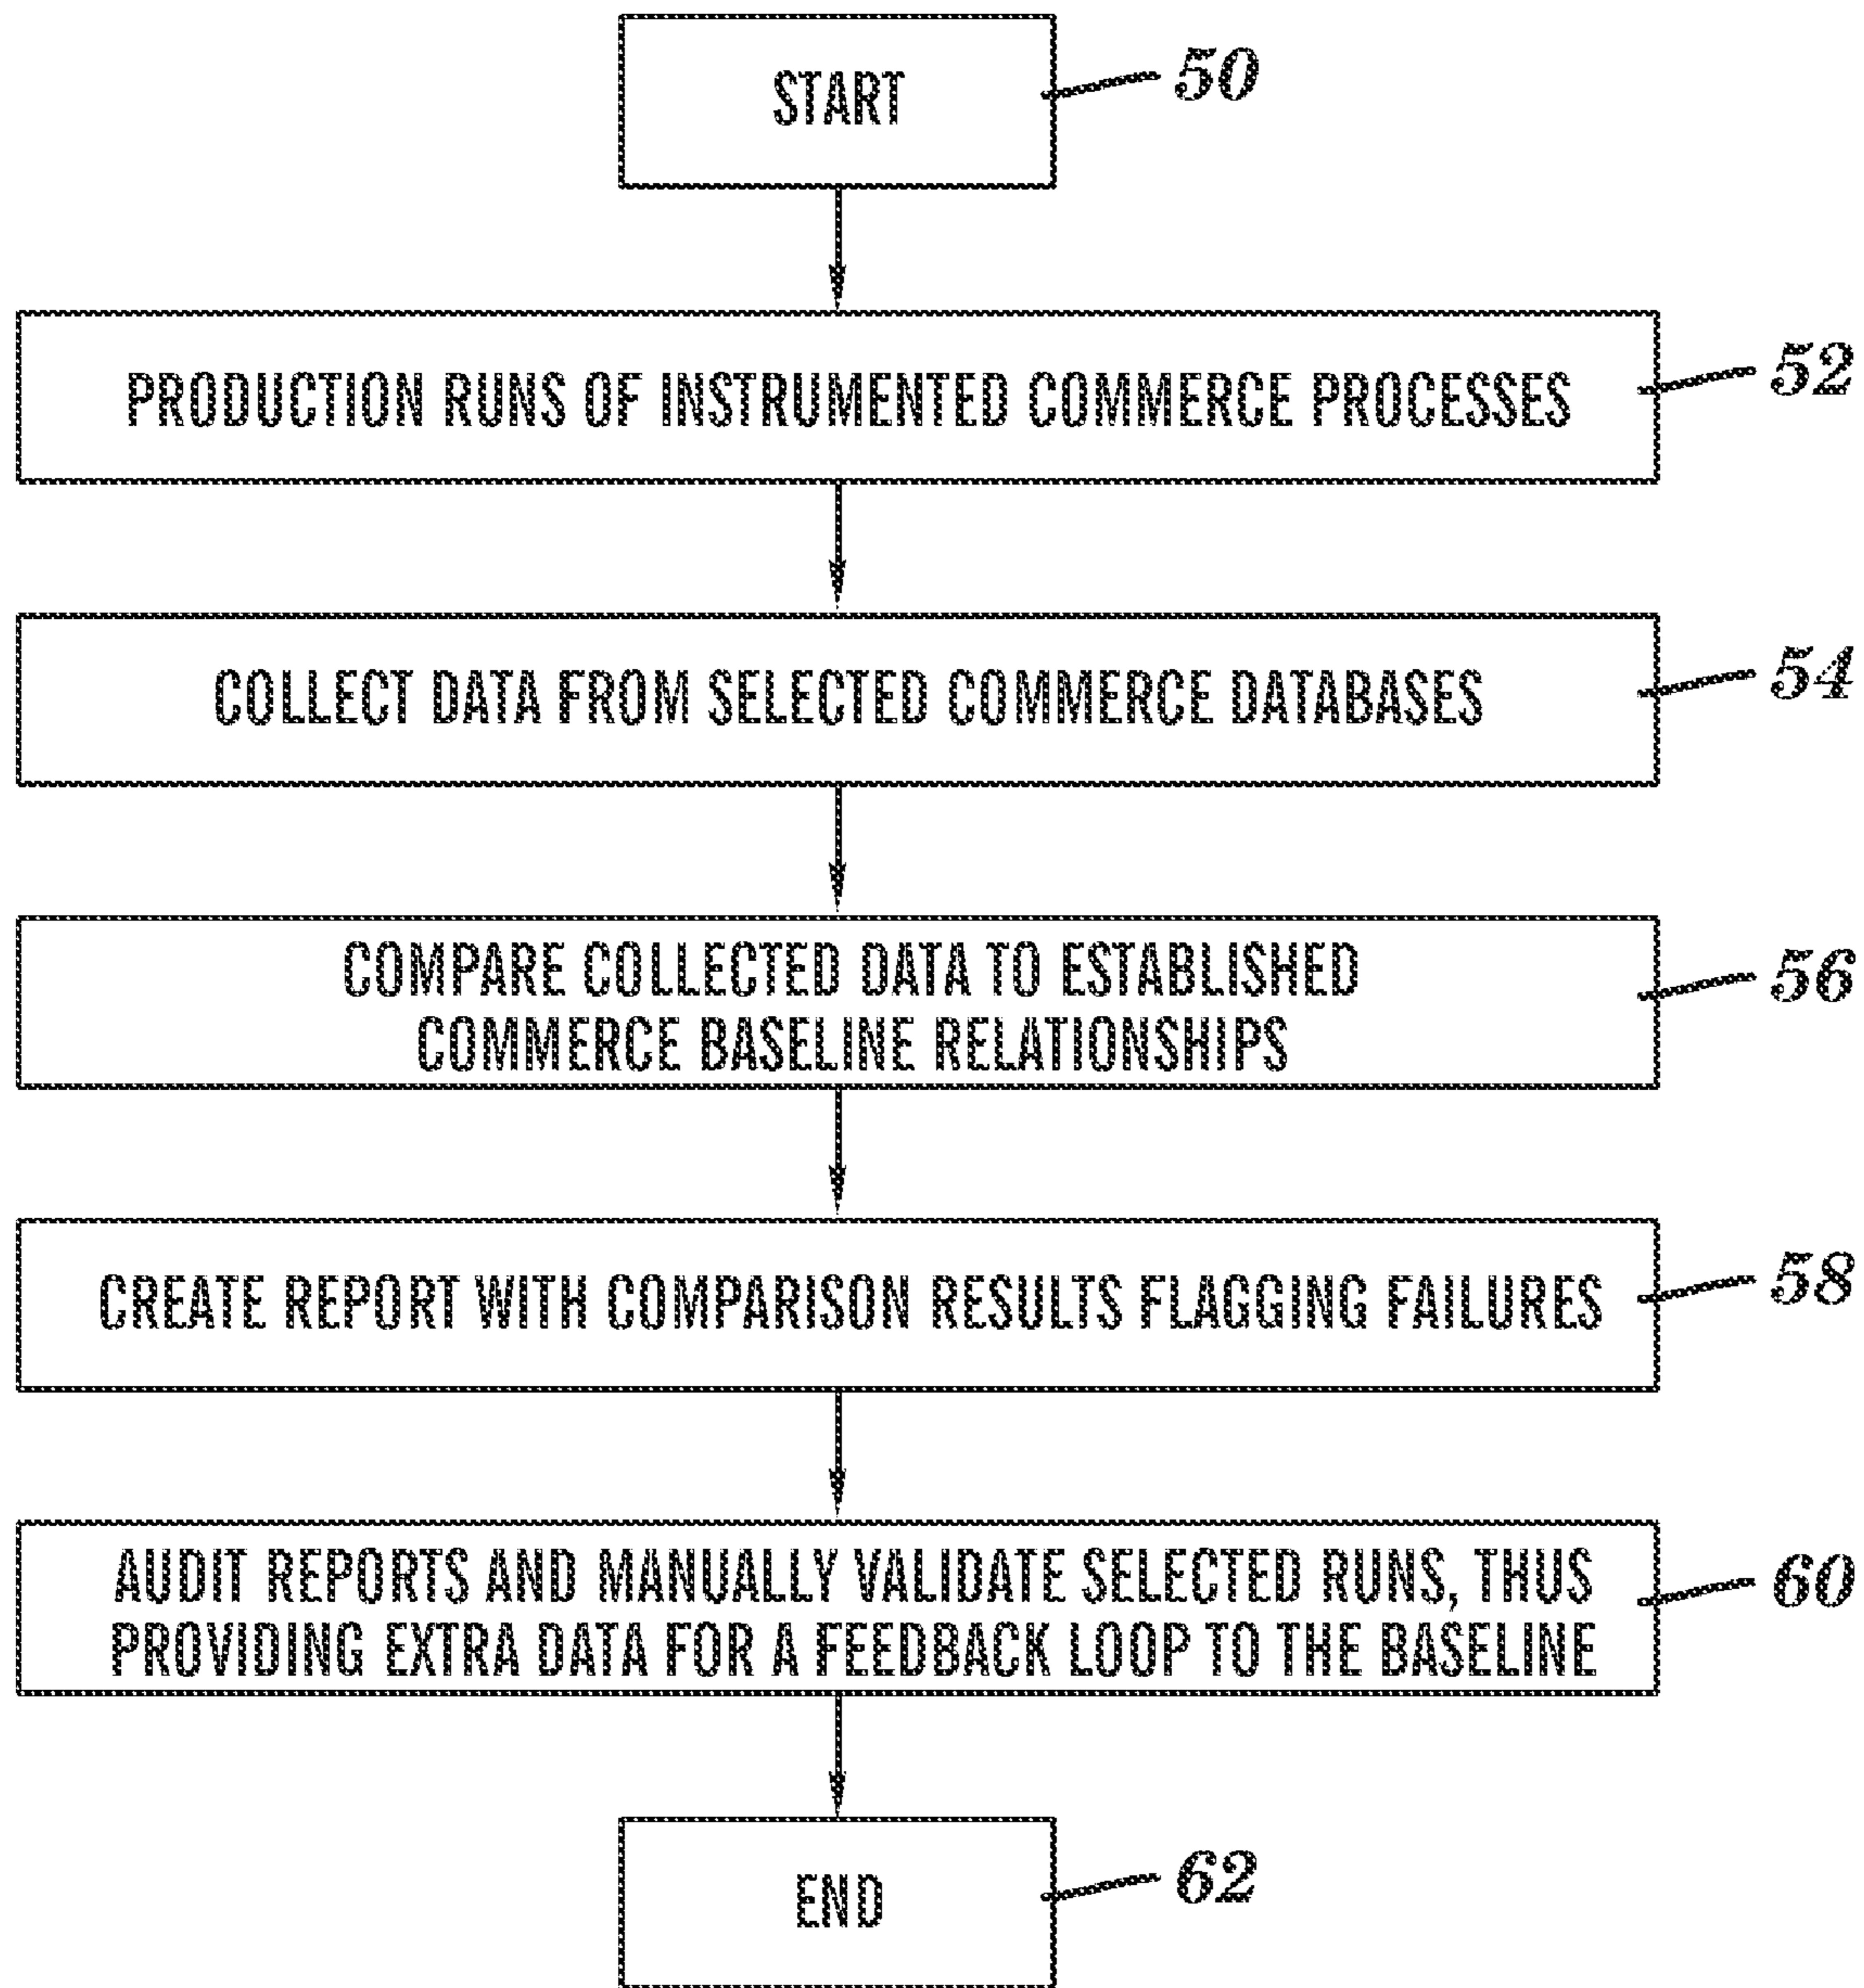 START
50
PRODUCTION RUNS OF INSTRUMENTED COMMERCE PROCESSES
52
COLLECT DATA FROM SELECTED COMMERCE DATABASES
54
COMPARE COLLECTED DATA TO ESTABLISHED
COMMERCE BASELINE RELATIONSHIPS
56
CREATE REPORT WITH COMPARISON RESULTS FLAGGING FAILURES
58
AUDIT REPORTS AND MANUALLY VALIDATE SELECTED RUNS, THUS
PROVIDING EXTRA DATA FOR A FEEDBACK LOOP TO THE BASELINE
60
END
62